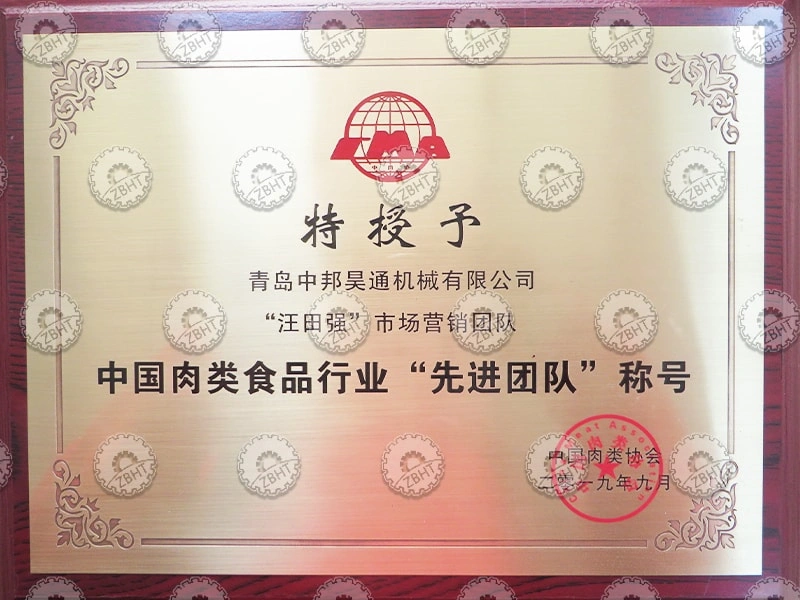 特授予
青岛中邦昊通机械有限公司
“汪田强”市场营销团队
中国肉类食品行业“先进团队”称号
中国肉类协会
二零一九年九月
ZBHT